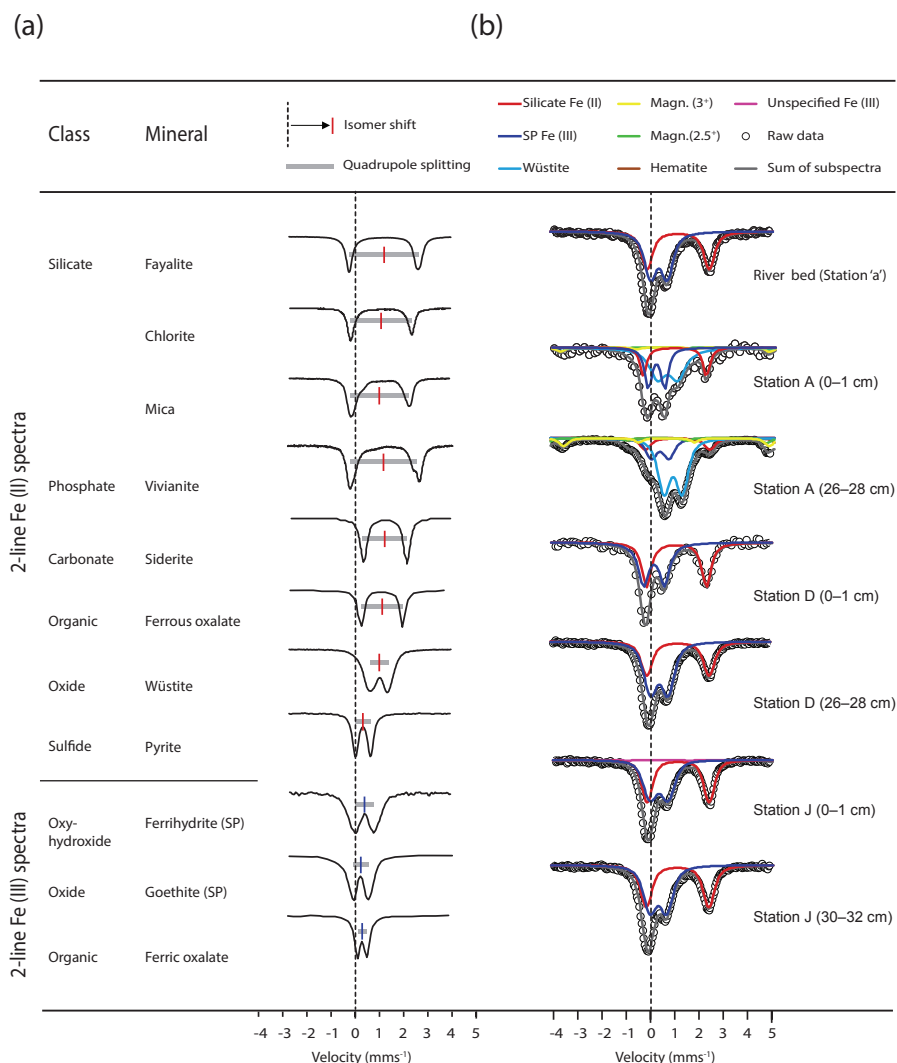 (a)
(b)
Class
Mineral
Isomer shift
Quadrupole splitting
Silicate Fe (II)
Magn. (3⁺)
Unspecified Fe (III)
SP Fe (III)
Magn.(2.5⁺)
Raw data
Wüstite
Hematite
Sum of subspectra
2-line Fe (II) spectra
Silicate
Fayalite
Chlorite
Mica
Phosphate
Vivianite
Carbonate
Siderite
Organic
Ferrous oxalate
Oxide
Wüstite
Sulfide
Pyrite
2-line Fe (III) spectra
Oxy-
hydroxide
Ferrihydrite (SP)
Oxide
Goethite (SP)
Organic
Ferric oxalate
-4 -3 -2 -1 0 1 2 3 4 5
Velocity (mms⁻¹)
River bed (Station 'a')
Station A (0–1 cm)
Station A (26–28 cm)
Station D (0–1 cm)
Station D (26–28 cm)
Station J (0–1 cm)
Station J (30–32 cm)
-4 -3 -2 -1 0 1 2 3 4 5
Velocity (mms⁻¹)